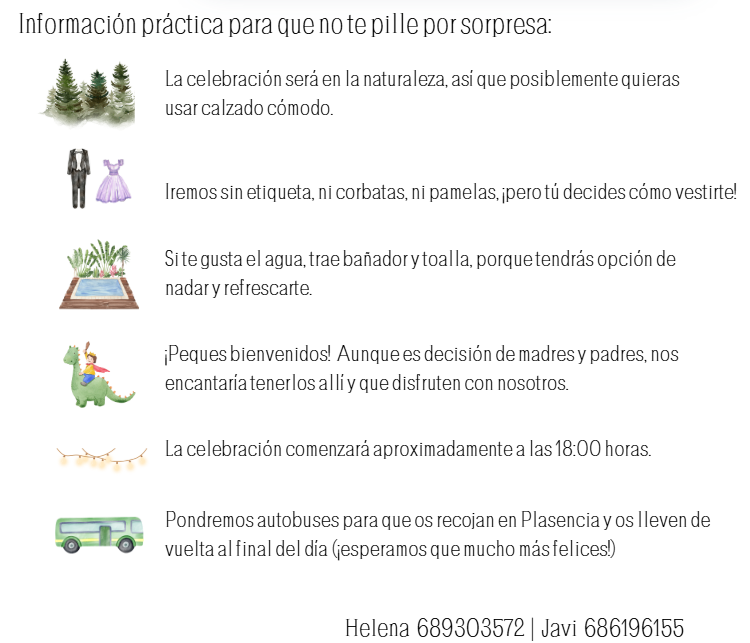 Información práctica para que no te pille por sorpresa:
La celebración será en la naturaleza, así que posiblemente quieras
usar calzado cómodo.
Iremos sin etiqueta, ni corbatas, ni pamelas, ¡pero tú decides cómo vestirte!
Si te gusta el agua, trae bañador y toalla, porque tendrás opción de
nadar y refrescarte.
¡Peques bienvenidos! Aunque es decisión de madres y padres, nos
encantaría tenerlos allí y que disfruten con nosotros.
La celebración comenzará aproximadamente a las 18:00 horas.
Pondremos autobuses para que os recojan en Plasencia y os lleven de
vuelta al final del día (¡esperamos que mucho más felices!)
Helena 689303572 | Javi 686196155